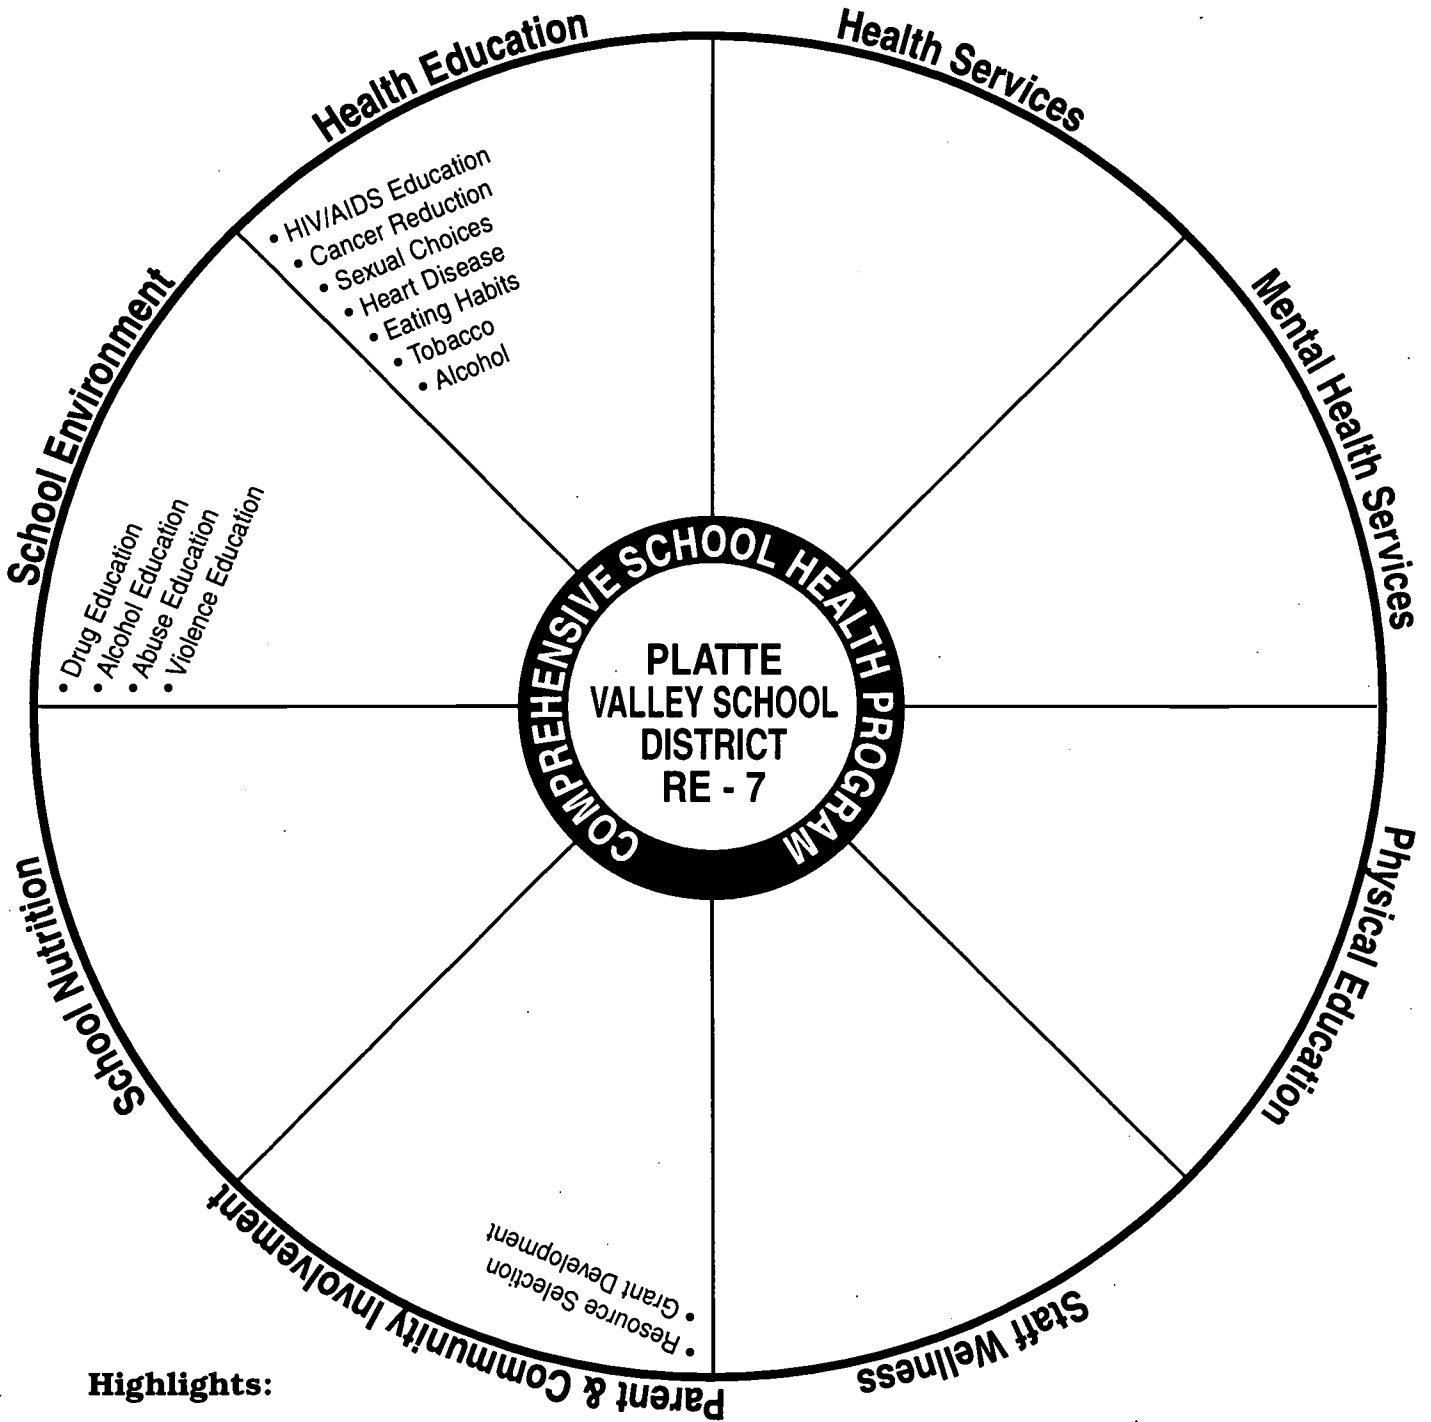 Health Education
• HIV/AIDS Education
• Cancer Reduction
• Sexual Choices
• Heart Disease
• Eating Habits
• Tobacco
• Alcohol
Health Services
Mental Health Services
Physical Education
Staff Wellness
Parent & Community Involvement
• Resource Selection
• Grant Development
School Nutrition
School Environment
• Drug Education
• Alcohol Education
• Abuse Education
• Violence Education
COMPREHENSIVE SCHOOL HEALTH PROGRAM
PLATTE
VALLEY SCHOOL
DISTRICT
RE - 7
Highlights: